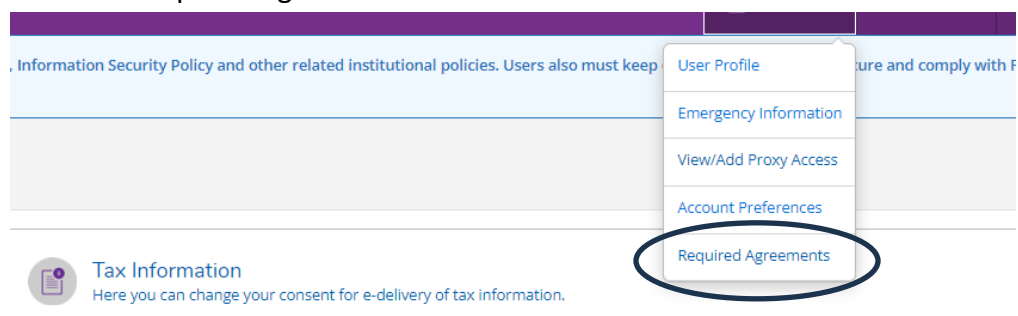 , Information Security Policy and other related institutional policies. Users also must keep
ure and comply with
User Profile
Emergency Information
View/Add Proxy Access
Account Preferences
Required Agreements
Tax Information
Here you can change your consent for e-delivery of tax information.